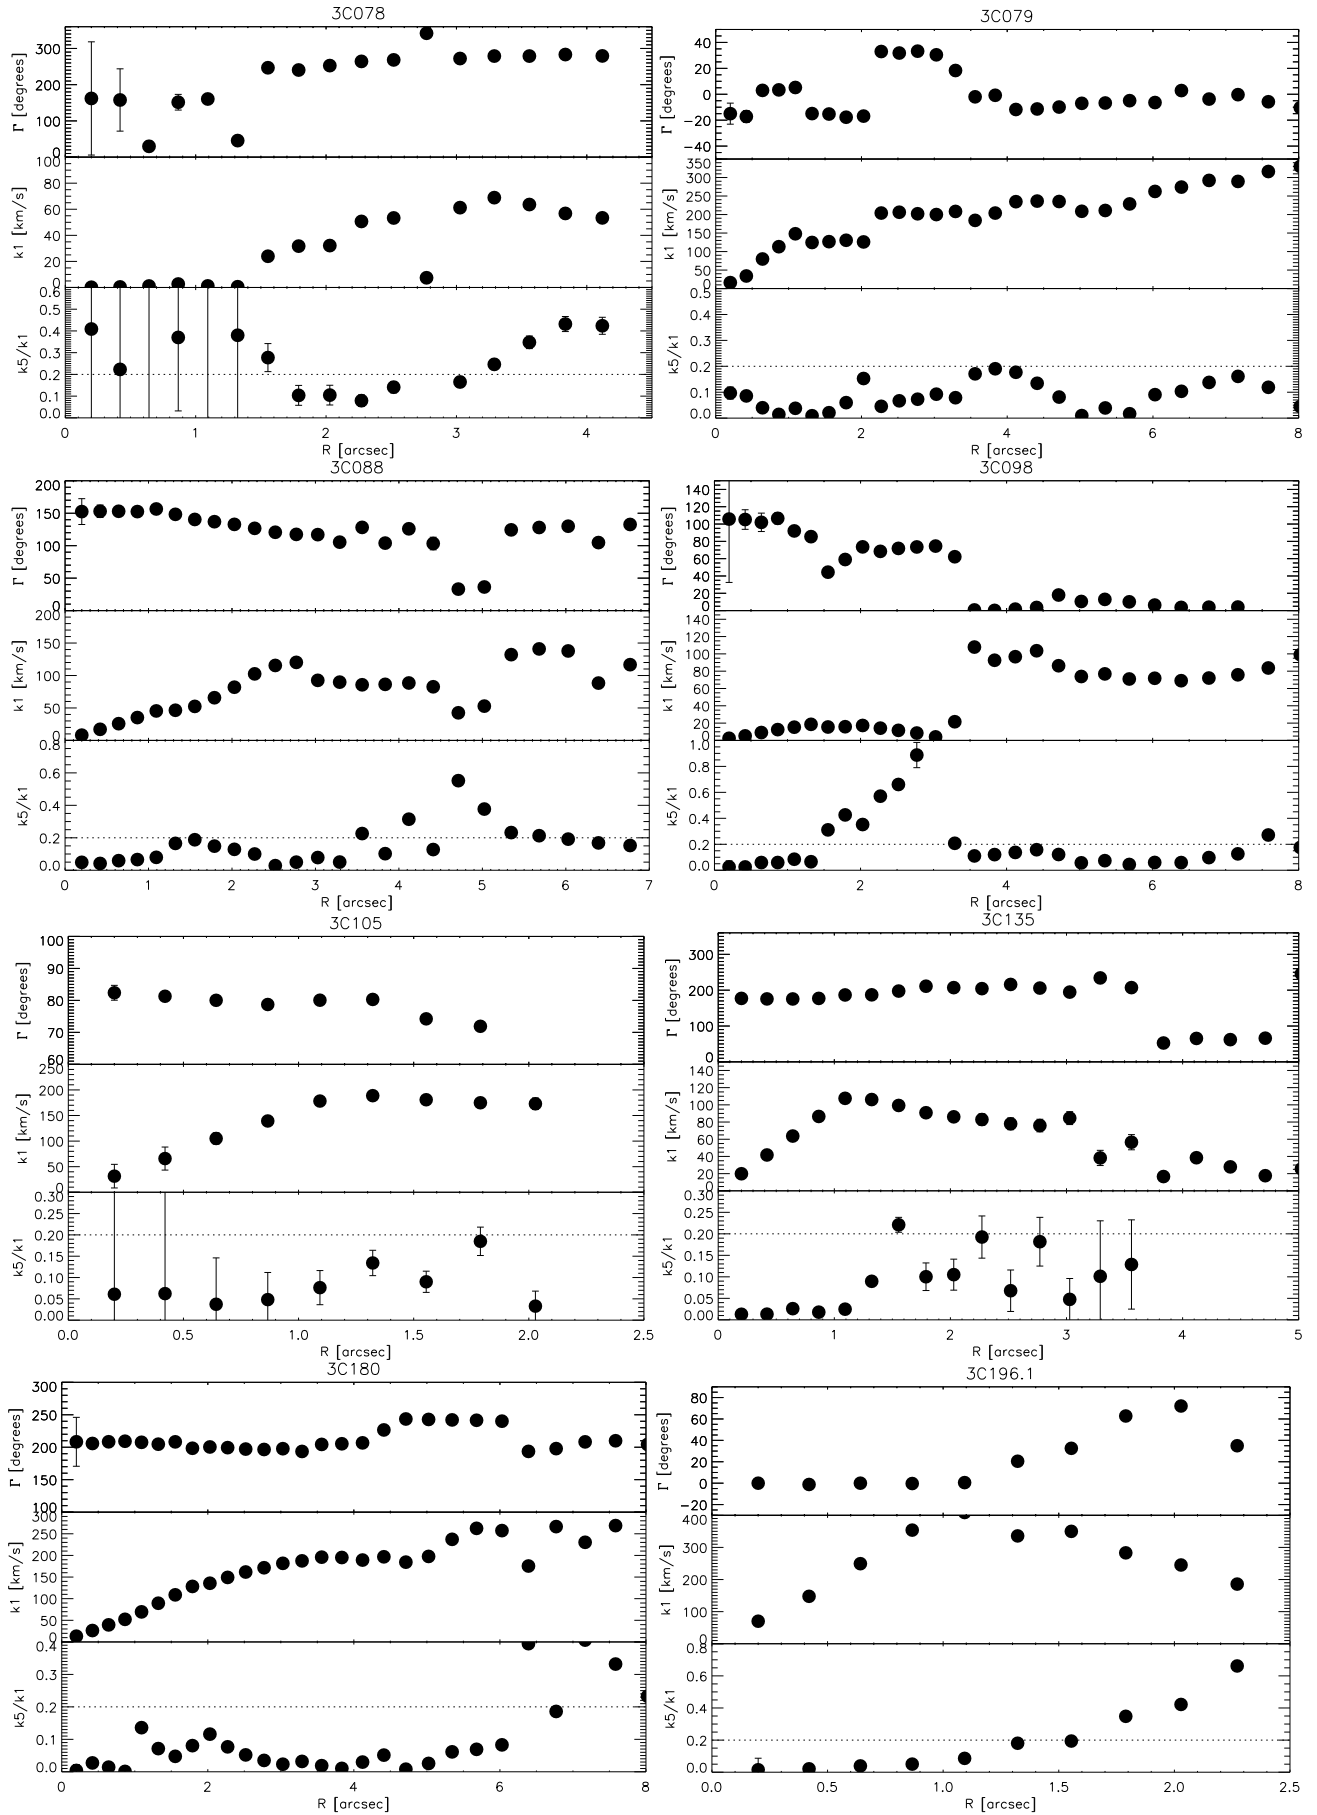 3C078
Γ [degrees]
300
200
100
0
k1 [km/s]
100
80
60
40
20
0
k5/k1
0.6
0.5
0.4
0.3
0.2
0.1
0.0
0 1 2 3 4
R [arcsec]
3C079
Γ [degrees]
40
20
0
−20
−40
k1 [km/s]
350
300
250
200
150
100
50
0
k5/k1
0.5
0.4
0.3
0.2
0.1
0.0
0 2 4 6 8
R [arcsec]
3C088
Γ [degrees]
200
150
100
50
0
k1 [km/s]
200
150
100
50
0
k5/k1
0.8
0.6
0.4
0.2
0.0
0 1 2 3 4 5 6 7
R [arcsec]
3C098
Γ [degrees]
140
120
100
80
60
40
20
0
k1 [km/s]
140
120
100
80
60
40
20
0
k5/k1
1.0
0.8
0.6
0.4
0.2
0.0
0 2 4 6 8
R [arcsec]
3C105
Γ [degrees]
100
90
80
70
60
k1 [km/s]
250
200
150
100
50
0
k5/k1
0.30
0.25
0.20
0.15
0.10
0.05
0.00
0.0 0.5 1.0 1.5 2.0 2.5
R [arcsec]
3C135
Γ [degrees]
300
200
100
0
k1 [km/s]
140
120
100
80
60
40
20
0
k5/k1
0.30
0.25
0.20
0.15
0.10
0.05
0.00
0 1 2 3 4 5
R [arcsec]
3C180
Γ [degrees]
300
250
200
150
100
k1 [km/s]
300
250
200
150
100
50
0
k5/k1
0.4
0.3
0.2
0.1
0.0
0 2 4 6 8
R [arcsec]
3C196.1
Γ [degrees]
80
60
40
20
0
−20
k1 [km/s]
400
300
200
100
0
k5/k1
0.8
0.6
0.4
0.2
0.0
0.0 0.5 1.0 1.5 2.0 2.5
R [arcsec]